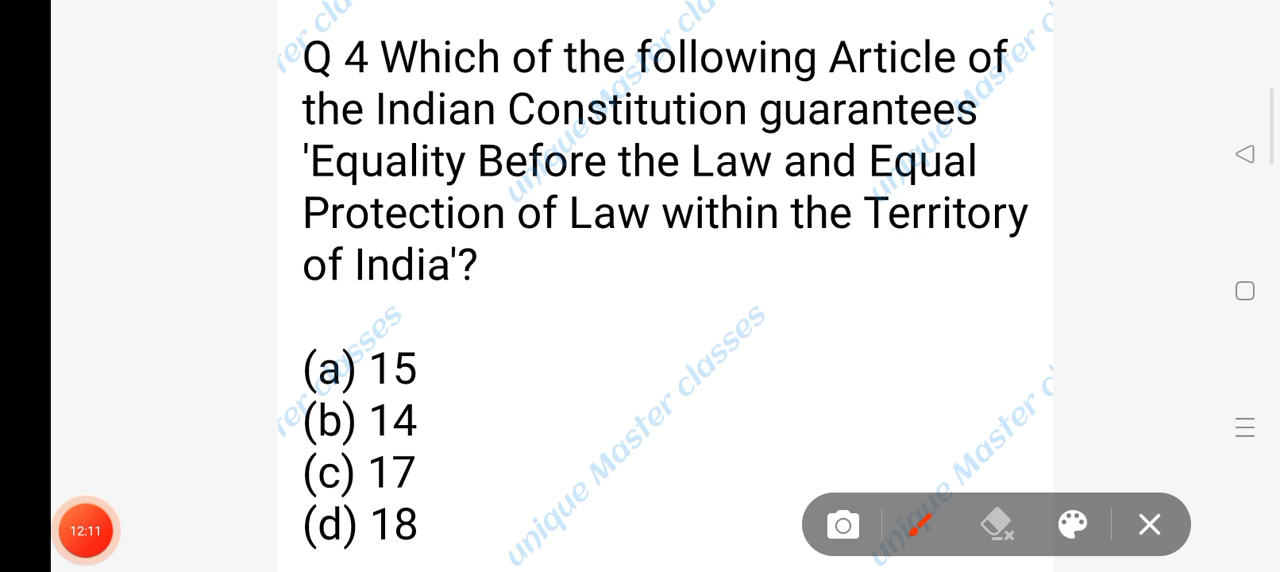 Q 4 Which of the following Article of
the Indian Constitution guarantees
'Equality Before the Law and Equal
Protection of Law within the Territory
of India'?
(a) 15
(b) 14
(c) 17
(d) 18
unique Master classes
12:11